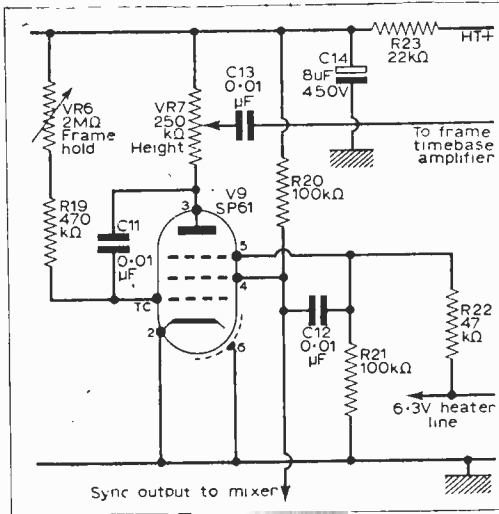 R23
22kΩ
HT+
C14
8uF
450V
C13
0·01
μF
VR6
2MΩ
Frame
hold
VR7
250
kΩ
Height
To frame
timebase
amplifier
R20
100kΩ
R19
470
kΩ
C11
0·01
μF
3
V9
SP61
5
4
TC
2
6
C12
0·01
μF
R21
100kΩ
R22
47
kΩ
6·3V heater
line
Sync output to mixer